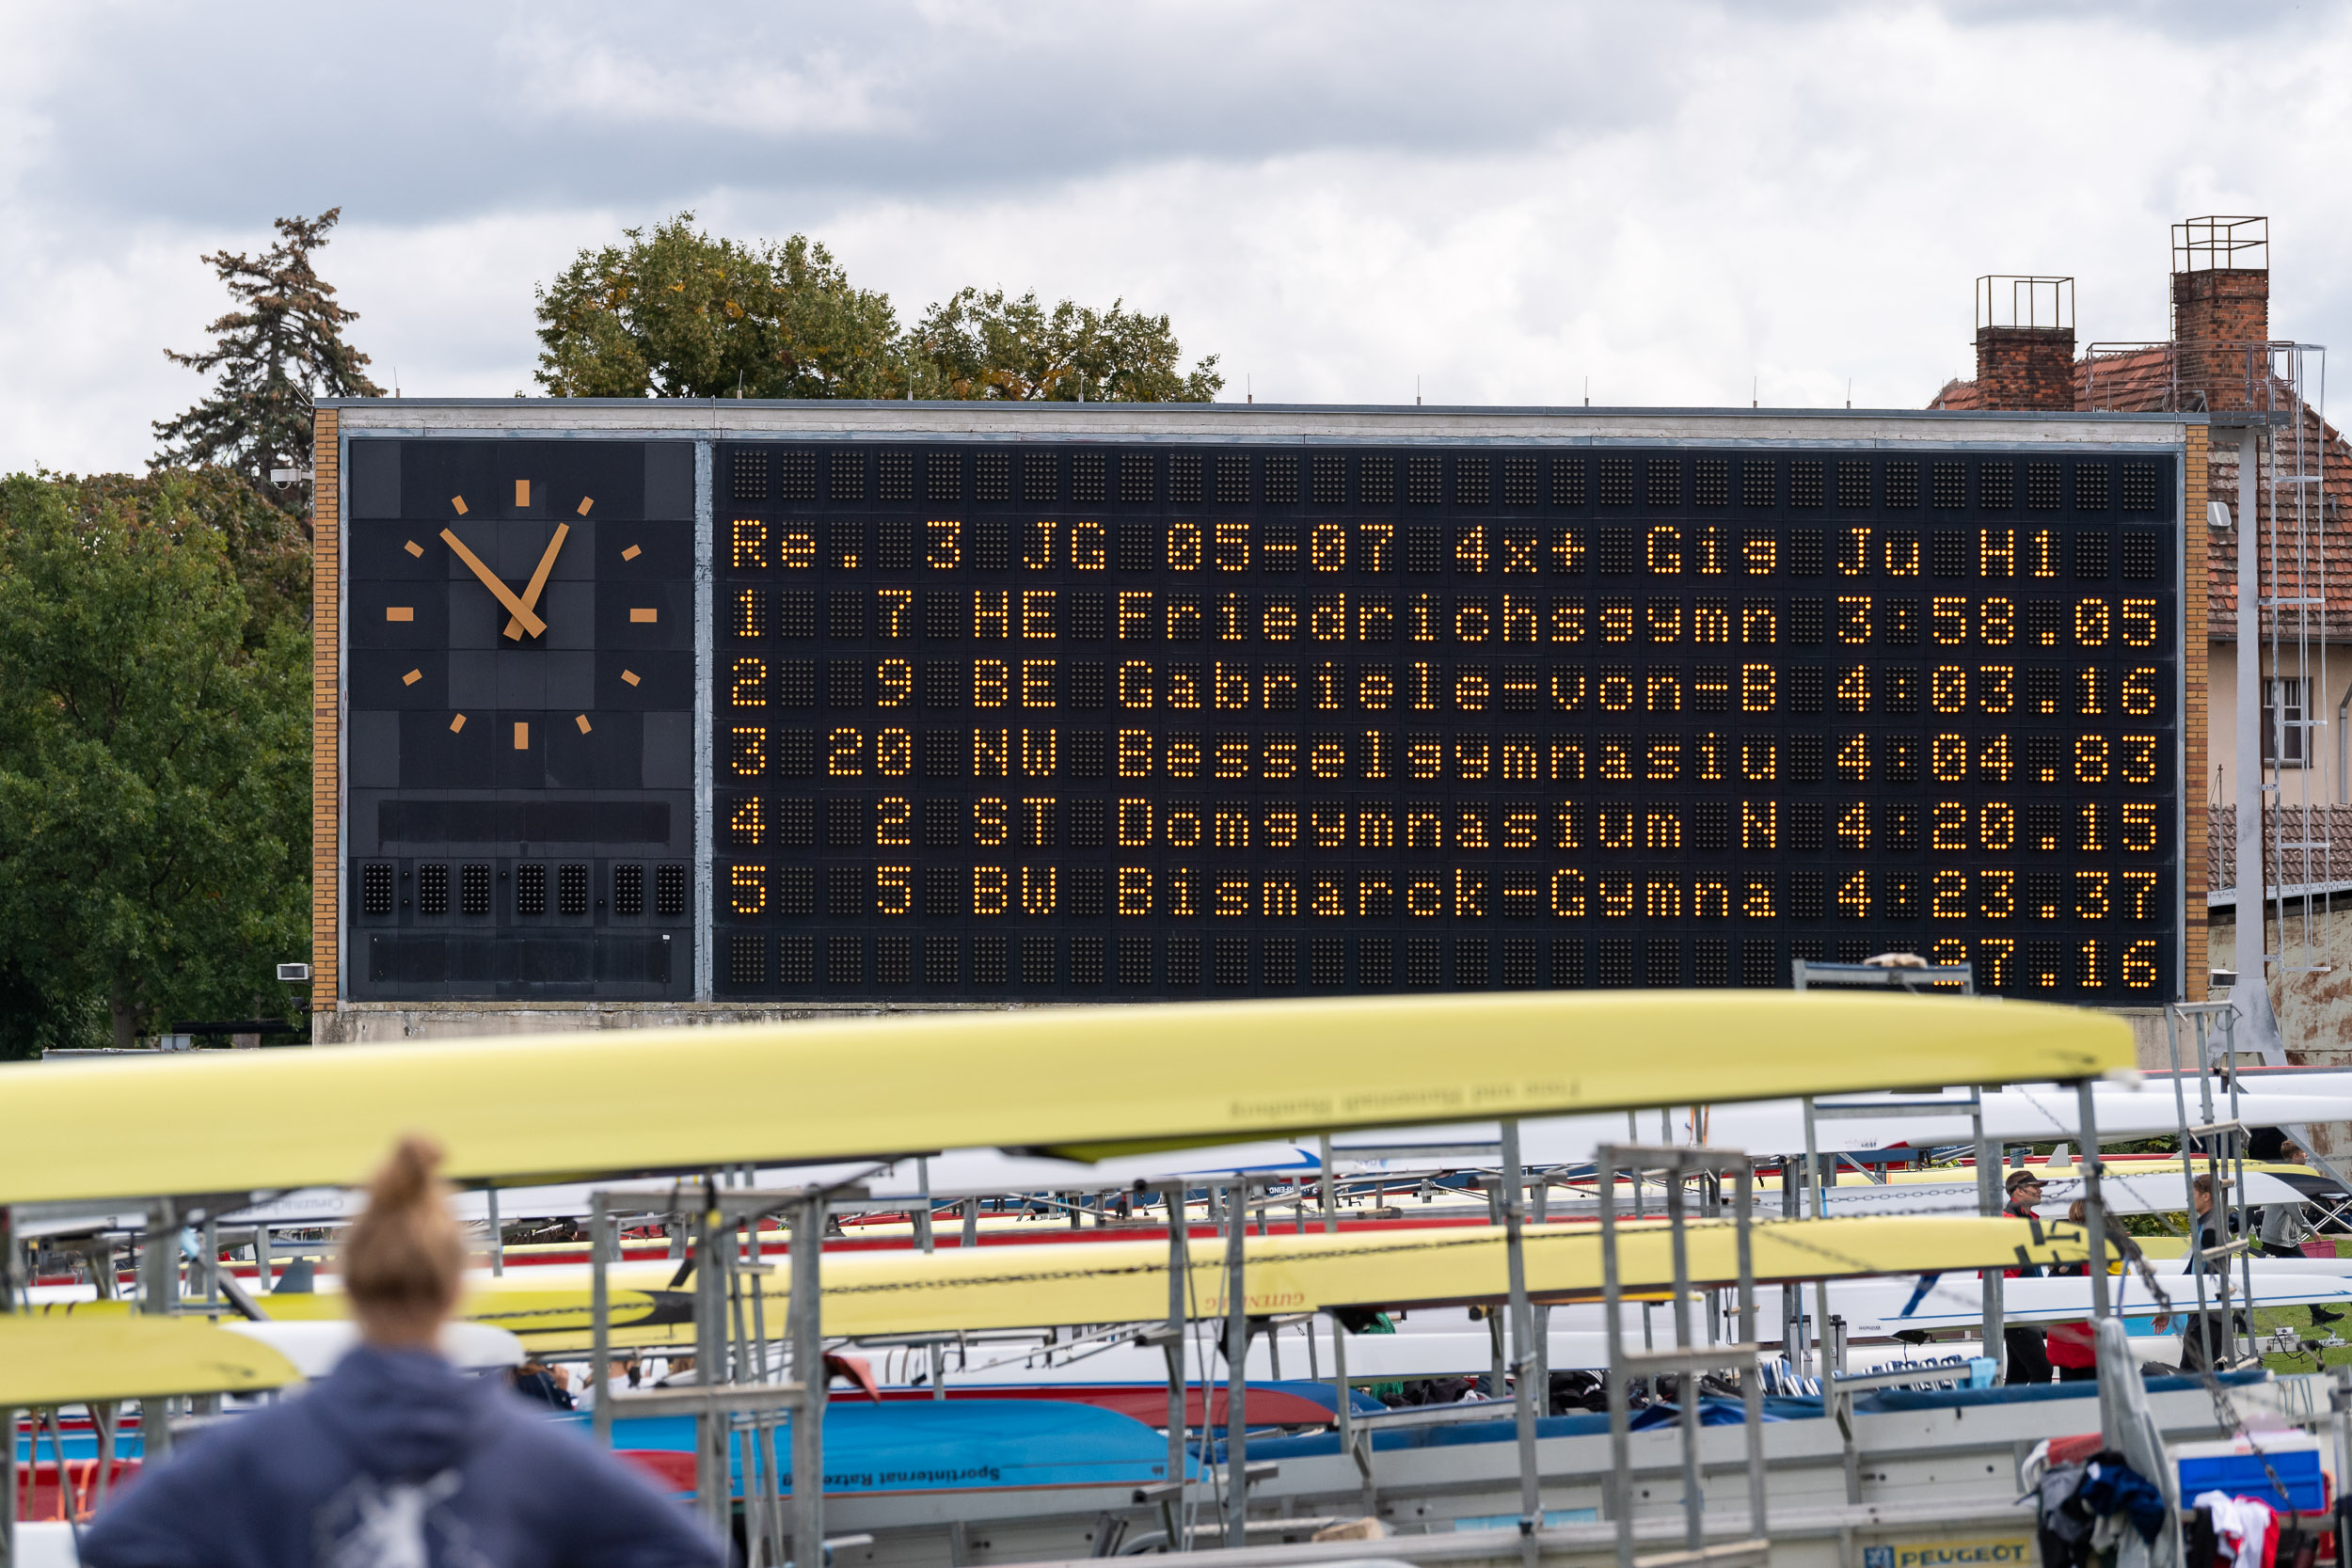 Re. 3 JG 05-07 4x+ Gig Ju H1
1 7 HE Friedrichsgymn 3:58.05
2 9 BE Gabriele-von-B 4:03.16
3 20 NW Besselgymnasiu 4:04.83
4 2 ST Domgymnasium N 4:20.15
5 5 BW Bismarck-Gymna 4:23.37
27.16
GUTENBERG
Sportinternat Ratzeburg
PEUGEOT